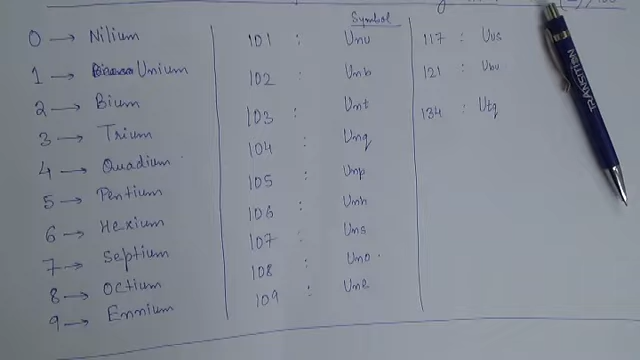 0 → Nilium
1 → Unium
2 → Bium
3 → Trium
4 → Quadium
5 → Pentium
6 → Hexium
7 → Septium
8 → Octium
9 → Ennium
Symbol
101 : Unu
102 : Unb
103 : Unt
104 : Unq
105 : Unp
106 : Unh
107 : Uns
108 : Uno
109 : Une
117 : Uus
121 : Ubu
134 : Utq
TRANSITION